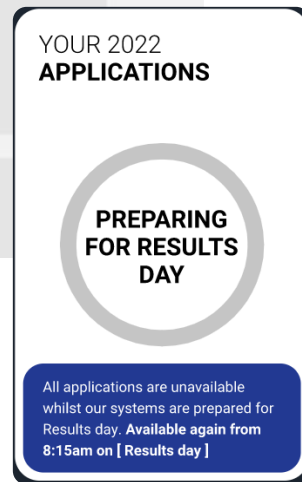 YOUR 2022
APPLICATIONS
PREPARING
FOR RESULTS
DAY
All applications are unavailable
whilst our systems are prepared for
Results day. Available again from
8:15am on [ Results day ]